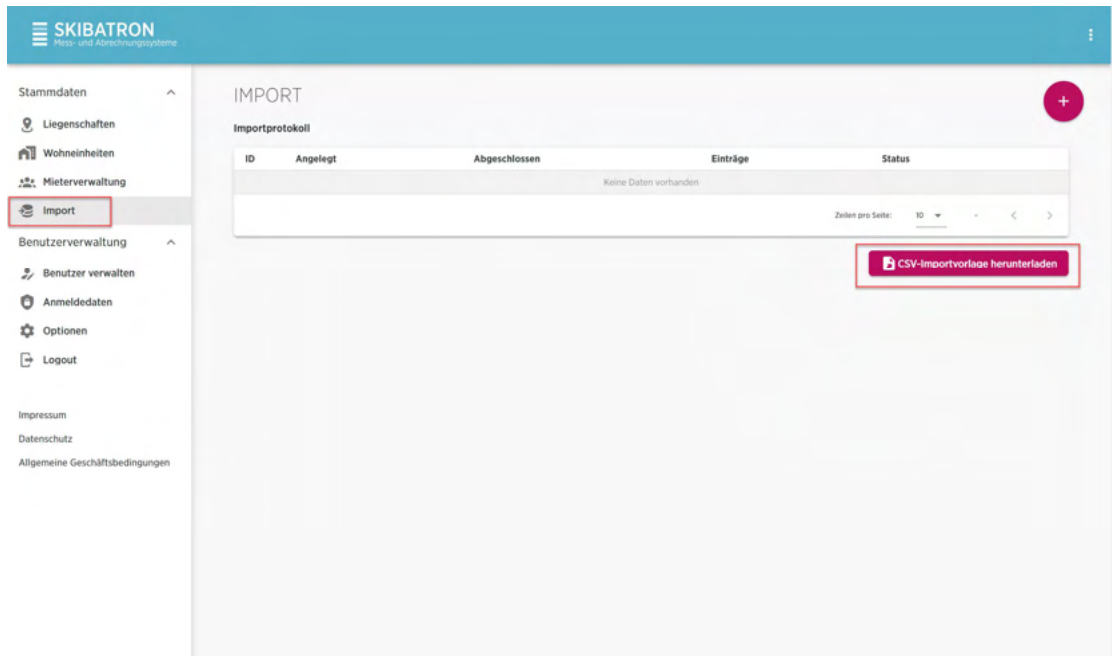 SKIBATRON
Mess- und Abrechnungssysteme
Stammdaten
Liegenschaften
Wohneinheiten
Mieterverwaltung
Import
Benutzerverwaltung
Benutzer verwalten
Anmeldedaten
Optionen
Logout
Impressum
Datenschutz
Allgemeine Geschäftsbedingungen
IMPORT
+
Importprotokoll
ID Angelegt Abgeschlossen Einträge Status
Keine Daten vorhanden
Zeilen pro Seite: 10 - < >
CSV-Importvorlage herunterladen